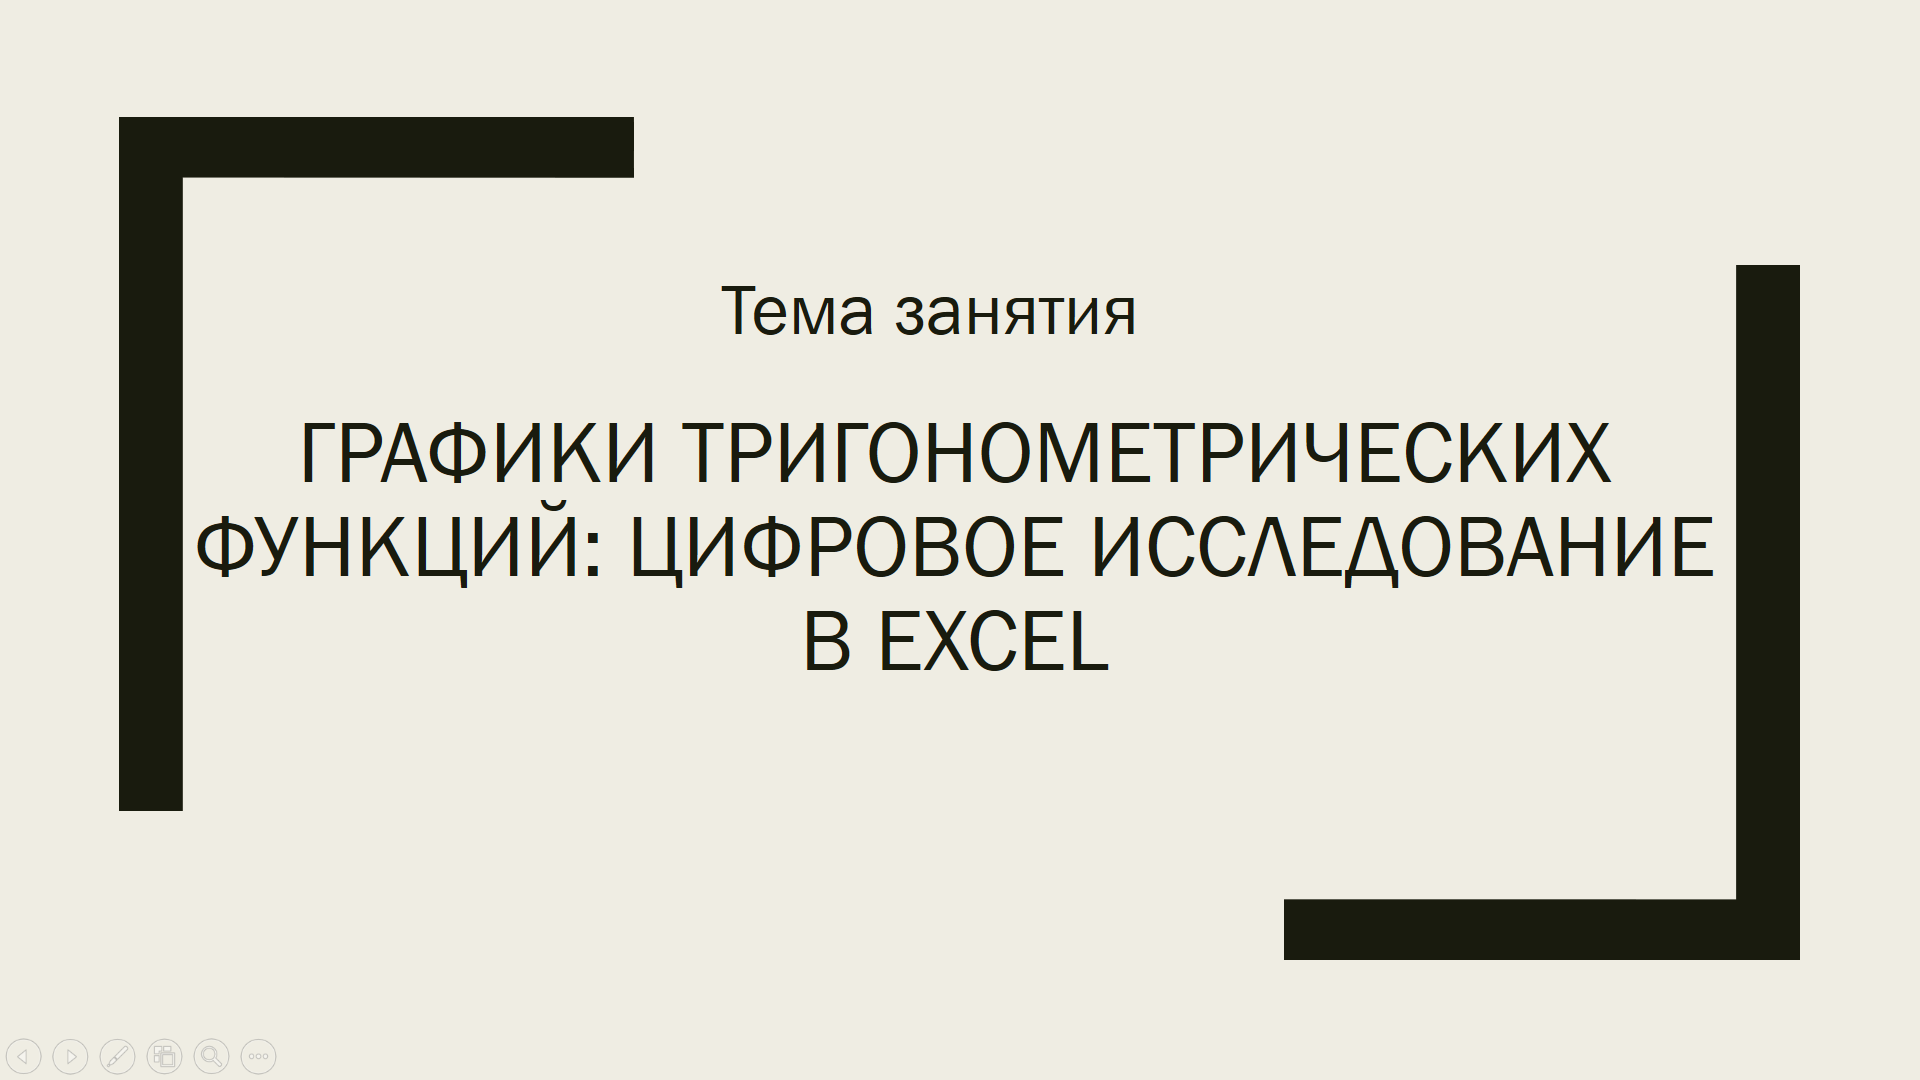 Тема занятия
ГРАФИКИ ТРИГОНОМЕТРИЧЕСКИХ
ФУНКЦИЙ: ЦИФРОВОЕ ИССЛЕДОВАНИЕ
В EXCEL